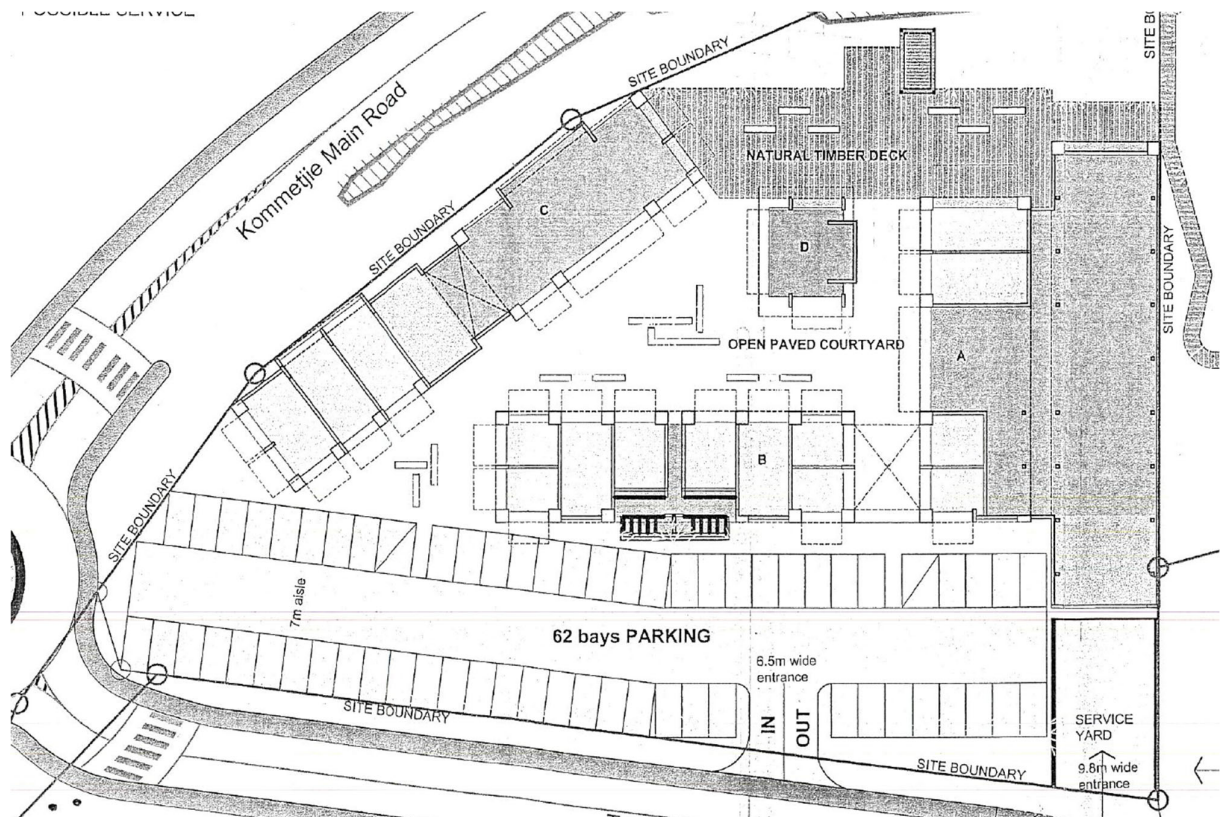 POSSIBLE SERVICE
SITE BOUNDARY
SITE B
Kommetjie Main Road
NATURAL TIMBER DECK
C
SITE BOUNDARY
D
SITE BOUNDARY
OPEN PAVED COURTYARD
A
B
SITE BOUNDARY
7m aisle
62 bays PARKING
6.5m wide
entrance
IN
OUT
SITE BOUNDARY
SERVICE
YARD
SITE BOUNDARY
9.8m wide
entrance